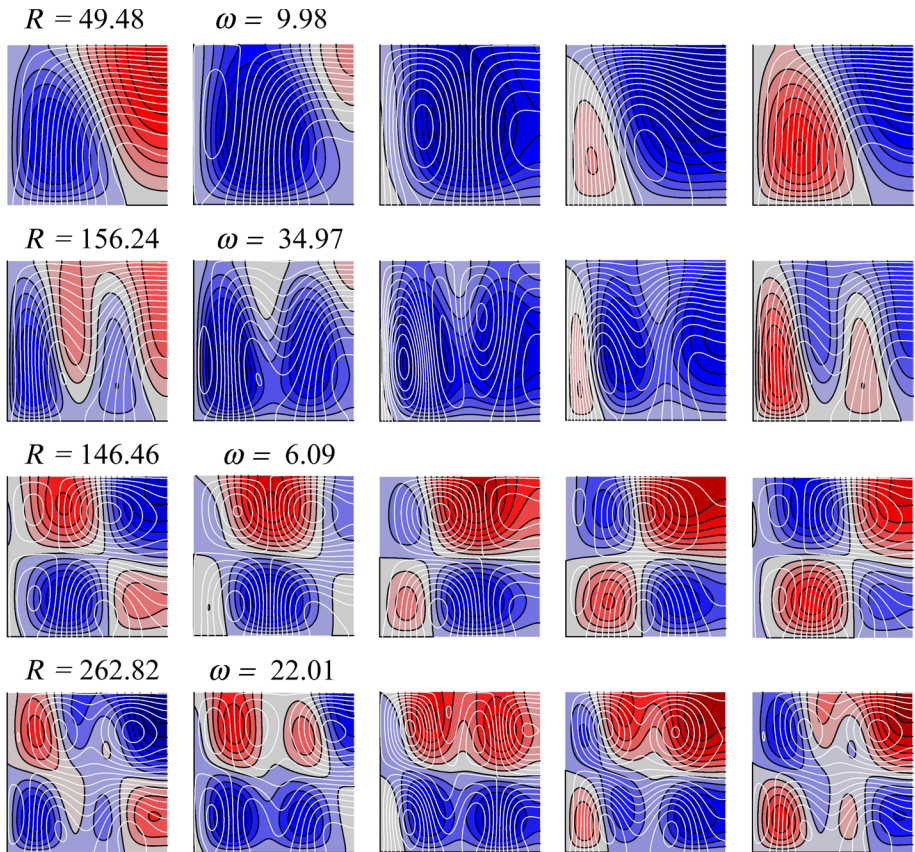 R = 49.48 ω = 9.98
R = 156.24 ω = 34.97
R = 146.46 ω = 6.09
R = 262.82 ω = 22.01